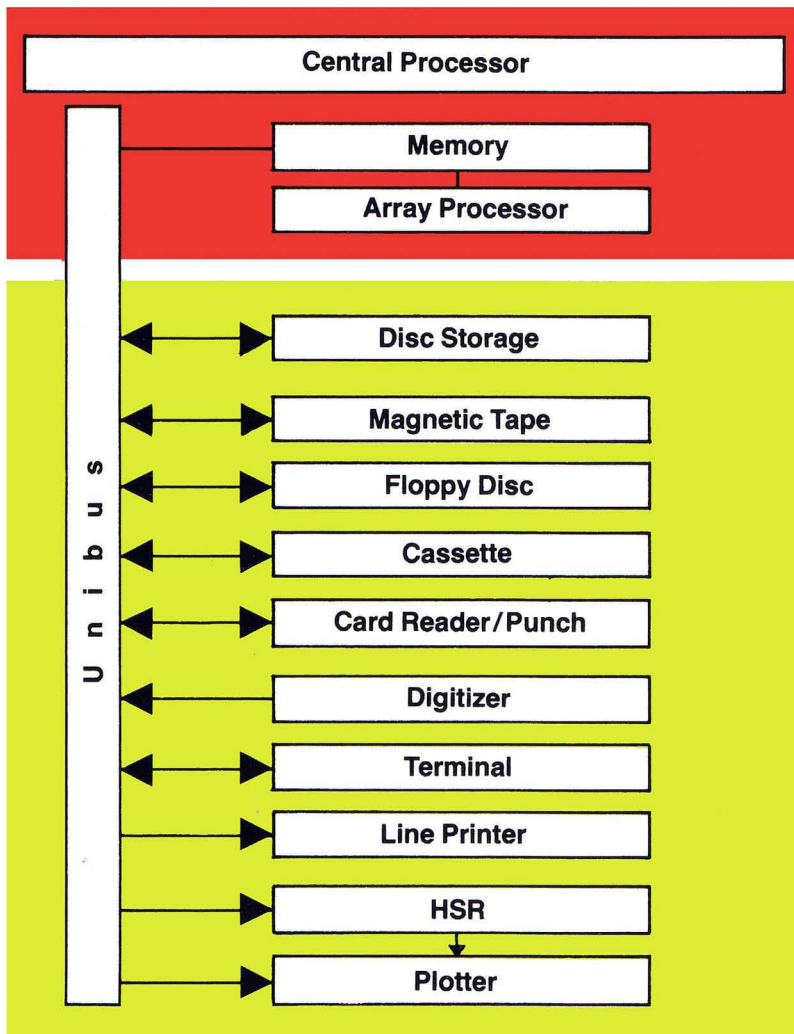 Central Processor
Memory
Array Processor
Disc Storage
Magnetic Tape
Floppy Disc
Cassette
Card Reader/Punch
Digitizer
Terminal
Line Printer
HSR
Plotter
Unibus